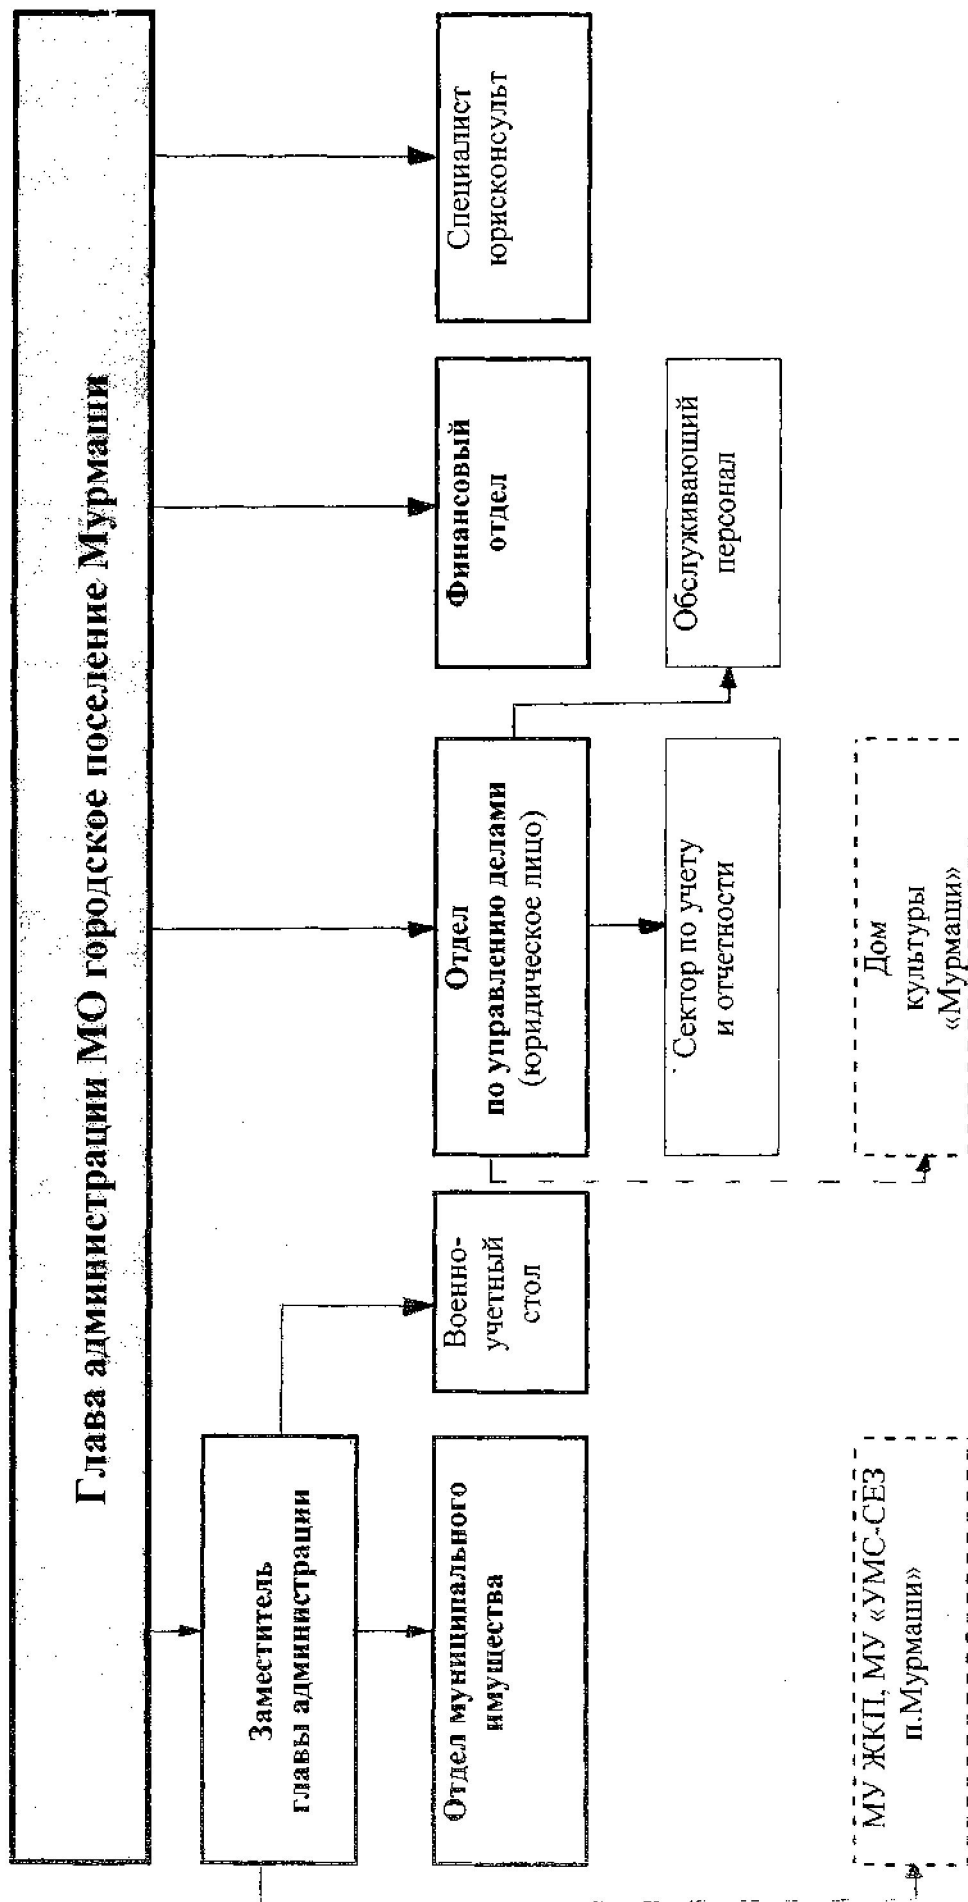 Глава администрации МО городское поселение Мурмаши
Заместитель
главы администрации
Отдел муниципального
имущества
Военно-
учетный
стол
Отдел
по управлению делами
(юридическое лицо)
Финансовый
отдел
Специалист
юрисконсульт
Сектор по учету
и отчетности
Обслуживающий
персонал
МУ ЖКП, МУ «УМС-СЕЗ
п.Мурмаши»
Дом
культуры
«Мурмаши»